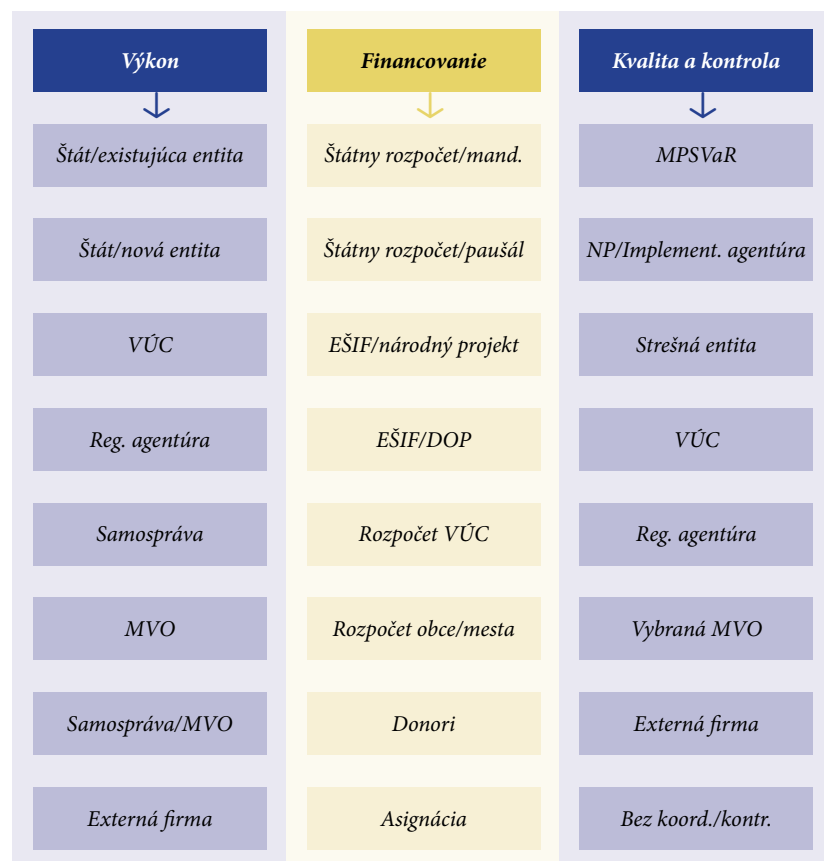 Výkon
Štát/existujúca entita
Štát/nová entita
VÚC
Reg. agentúra
Samospráva
MVO
Samospráva/MVO
Externá firma
Financovanie
Štátny rozpočet/mand.
Štátny rozpočet/paušál
EŠIF/národný projekt
EŠIF/DOP
Rozpočet VÚC
Rozpočet obce/mesta
Donori
Asignácia
Kvalita a kontrola
MPSVaR
NP/Implement. agentúra
Strešná entita
VÚC
Reg. agentúra
Vybraná MVO
Externá firma
Bez koord./kontr.